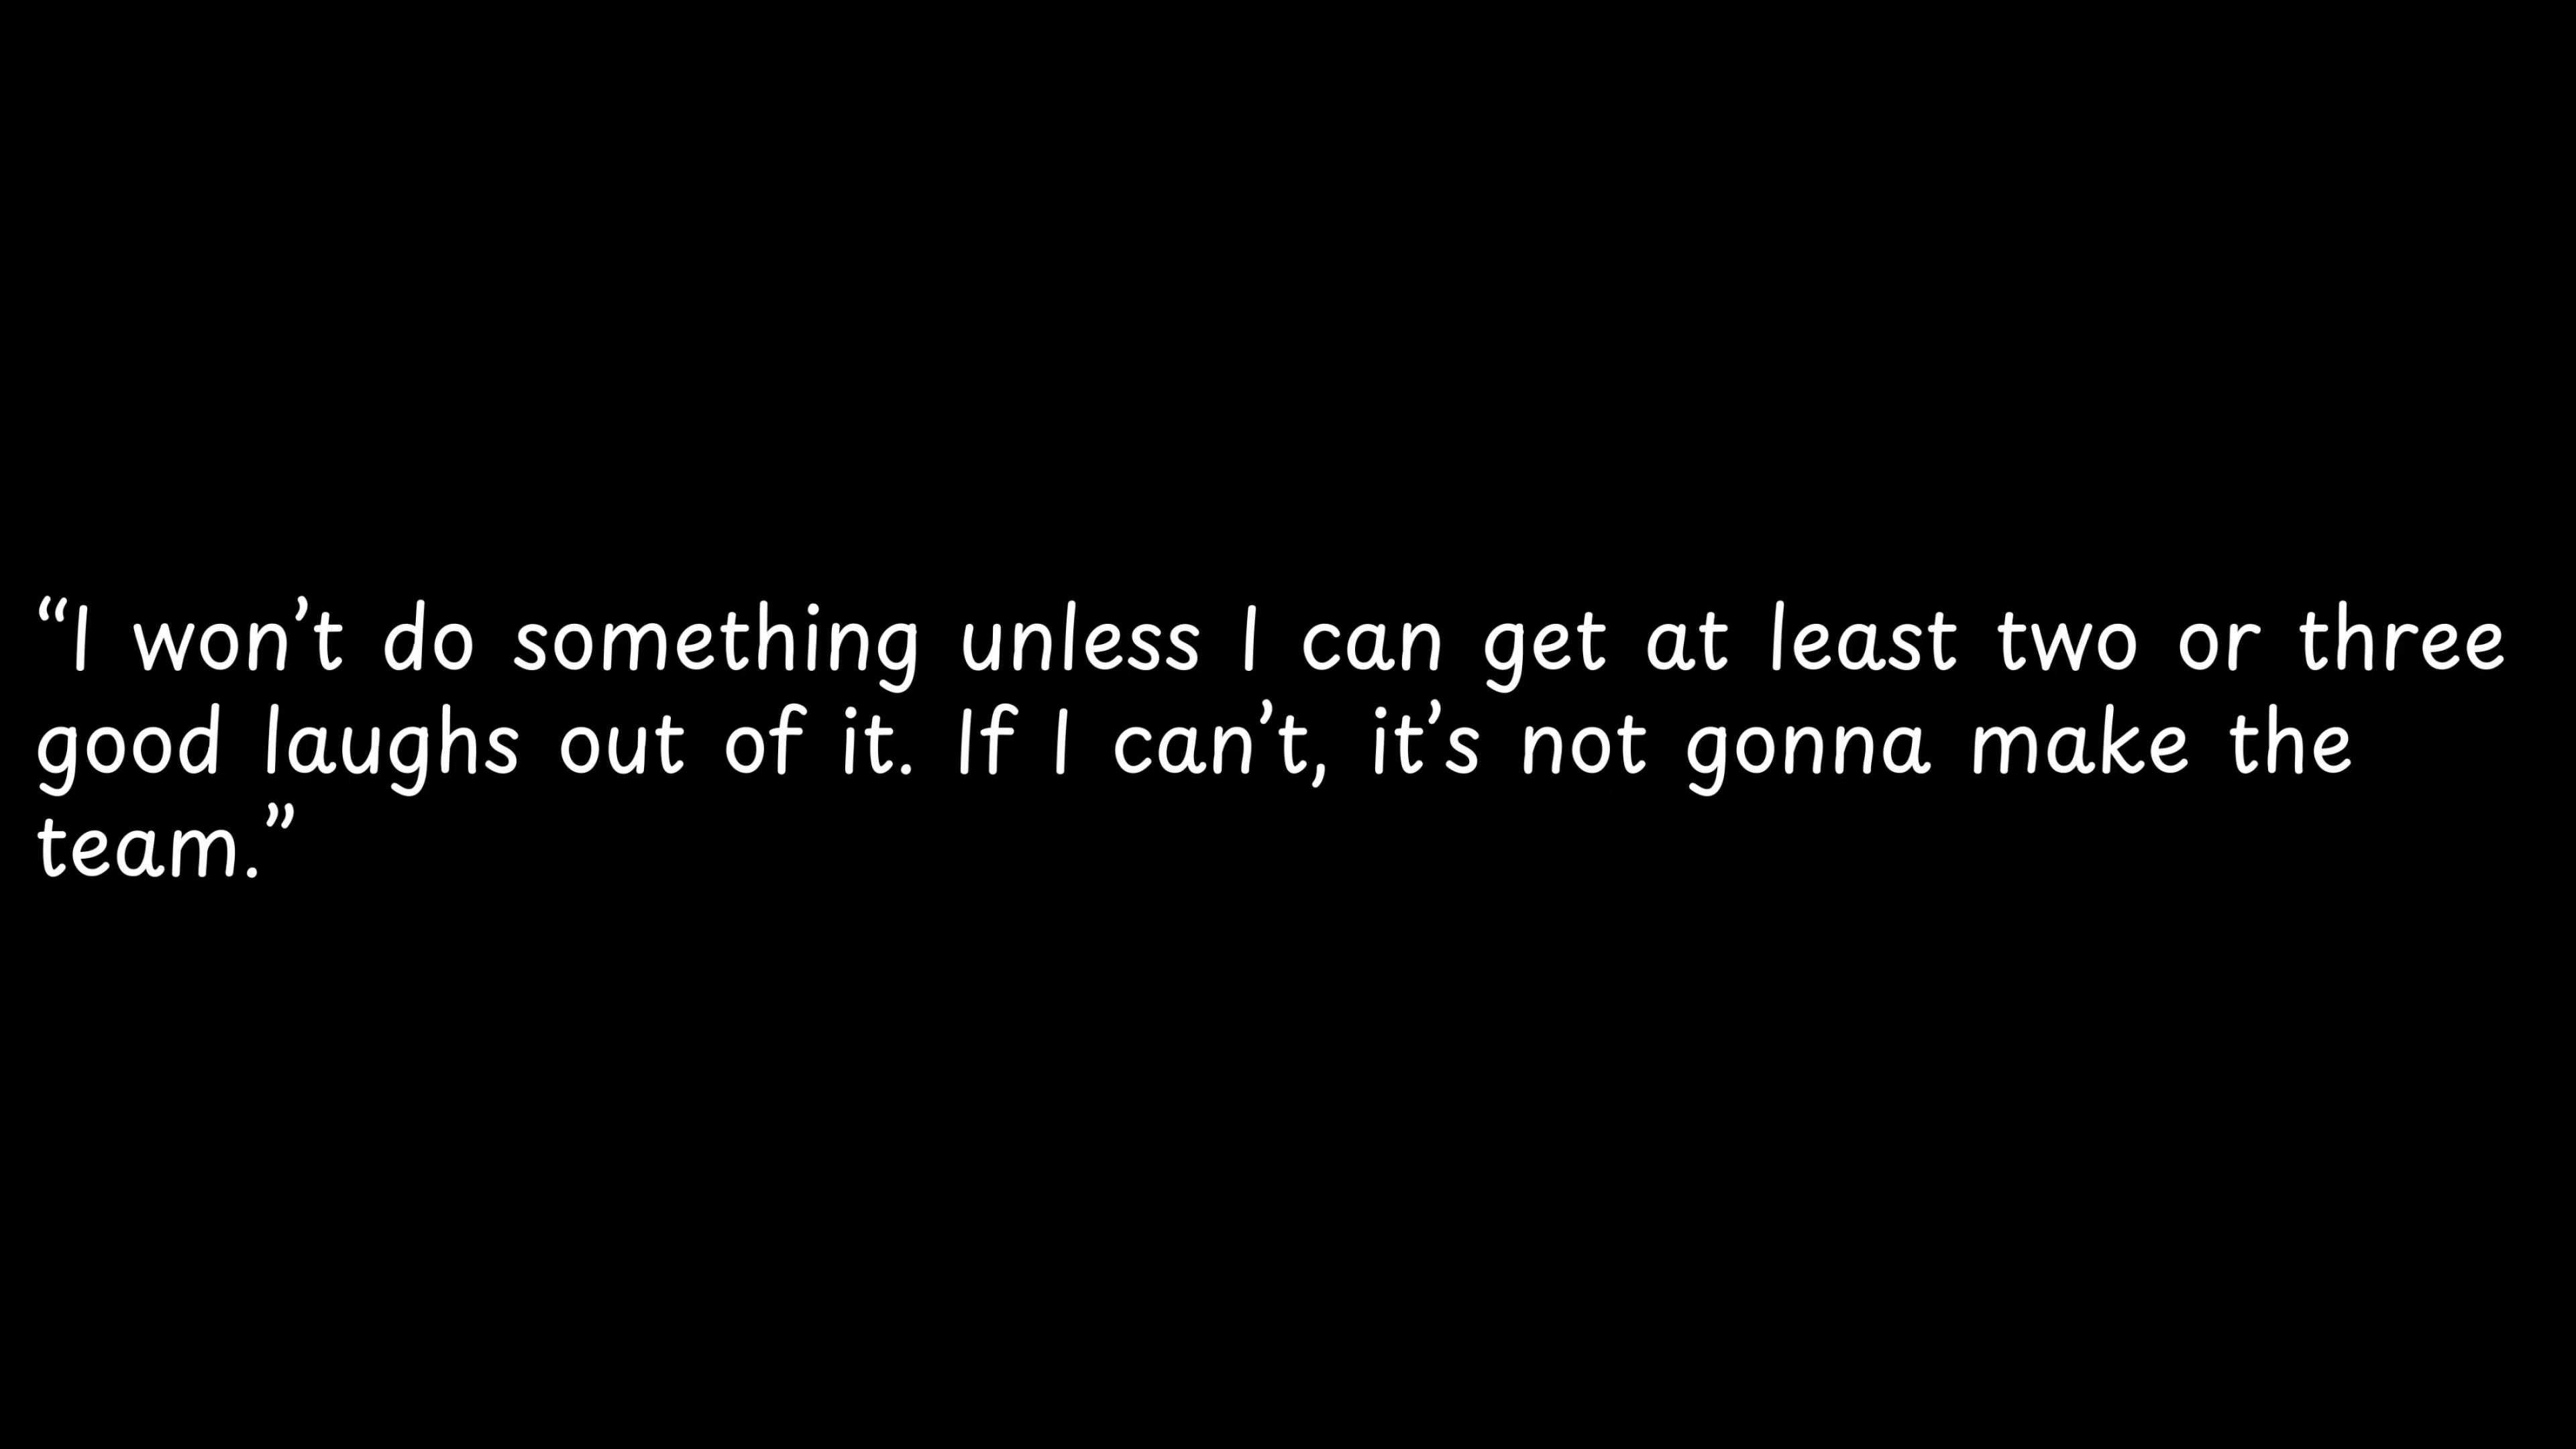 “I won’t do something unless I can get at least two or three
good laughs out of it. If I can’t, it’s not gonna make the
team.”